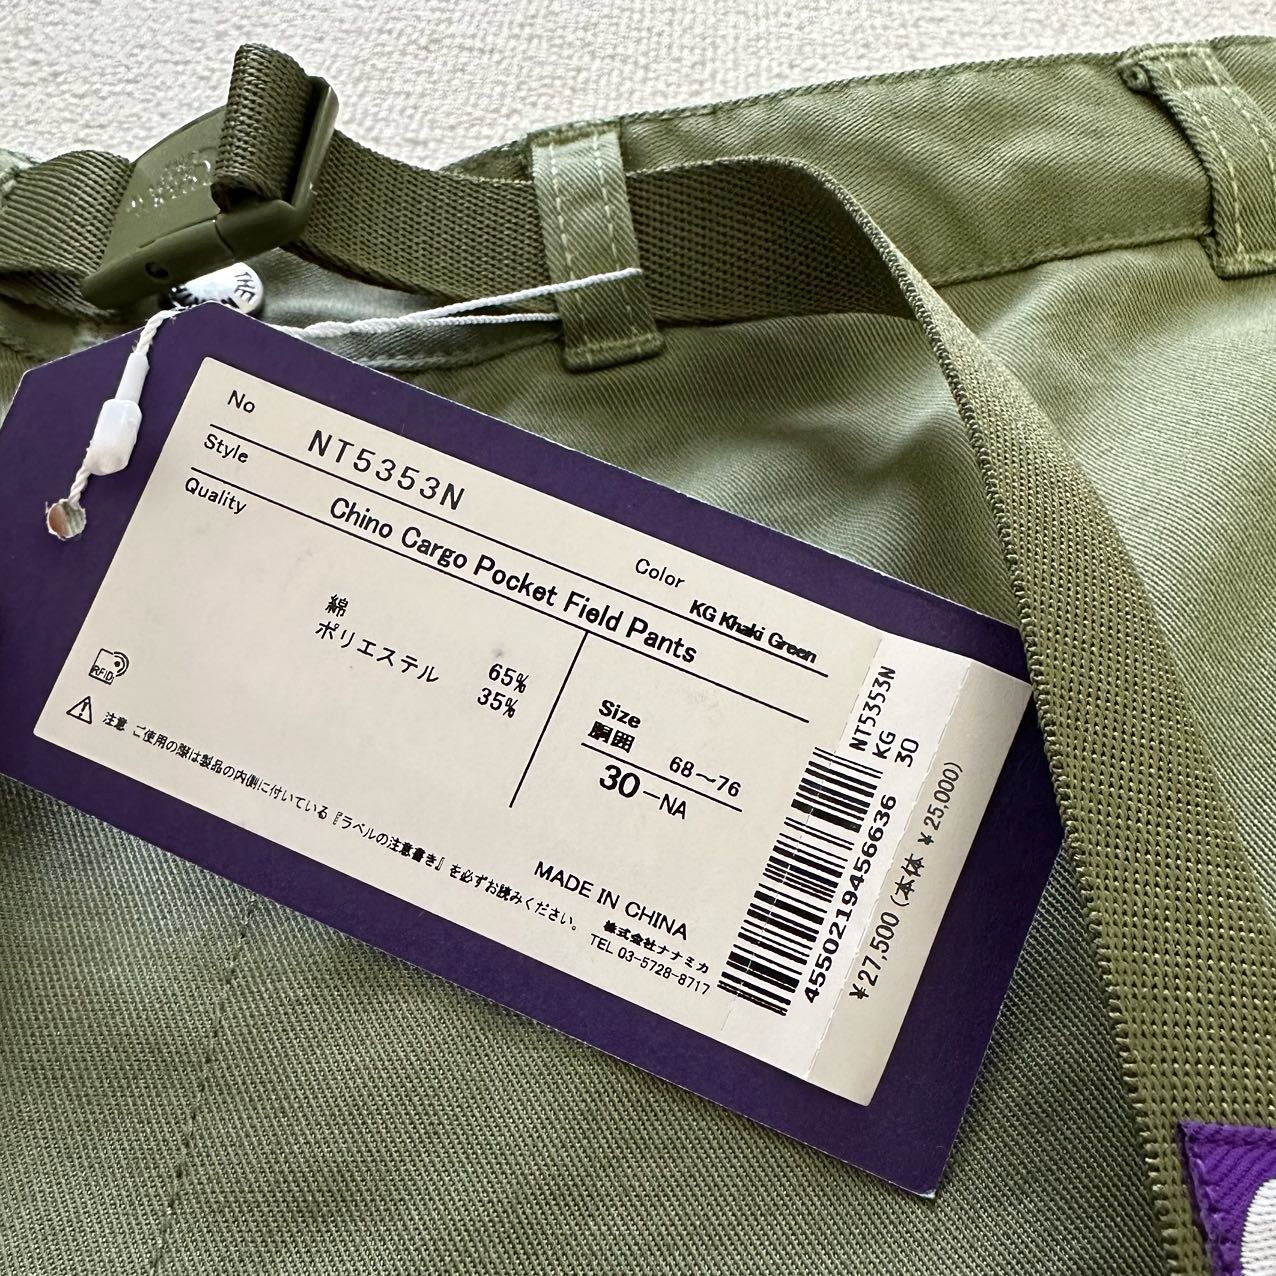 THE
No NT5353N Color KG Khaki Green
Style Chino Cargo Pocket Field Pants
Quality
綿 65%
ポリエステル 35%
Size
胴囲 68〜76
30-NA
RFID
注意 ご使用の際は製品の内側に付いている『ラベルの注意書き』を必ずお読みください。
MADE IN CHINA
株式会社ナナミカ
TEL 03-5728-8717
NT5353N
KG 30
4550219456636
¥27,500 (本体 ¥25,000)